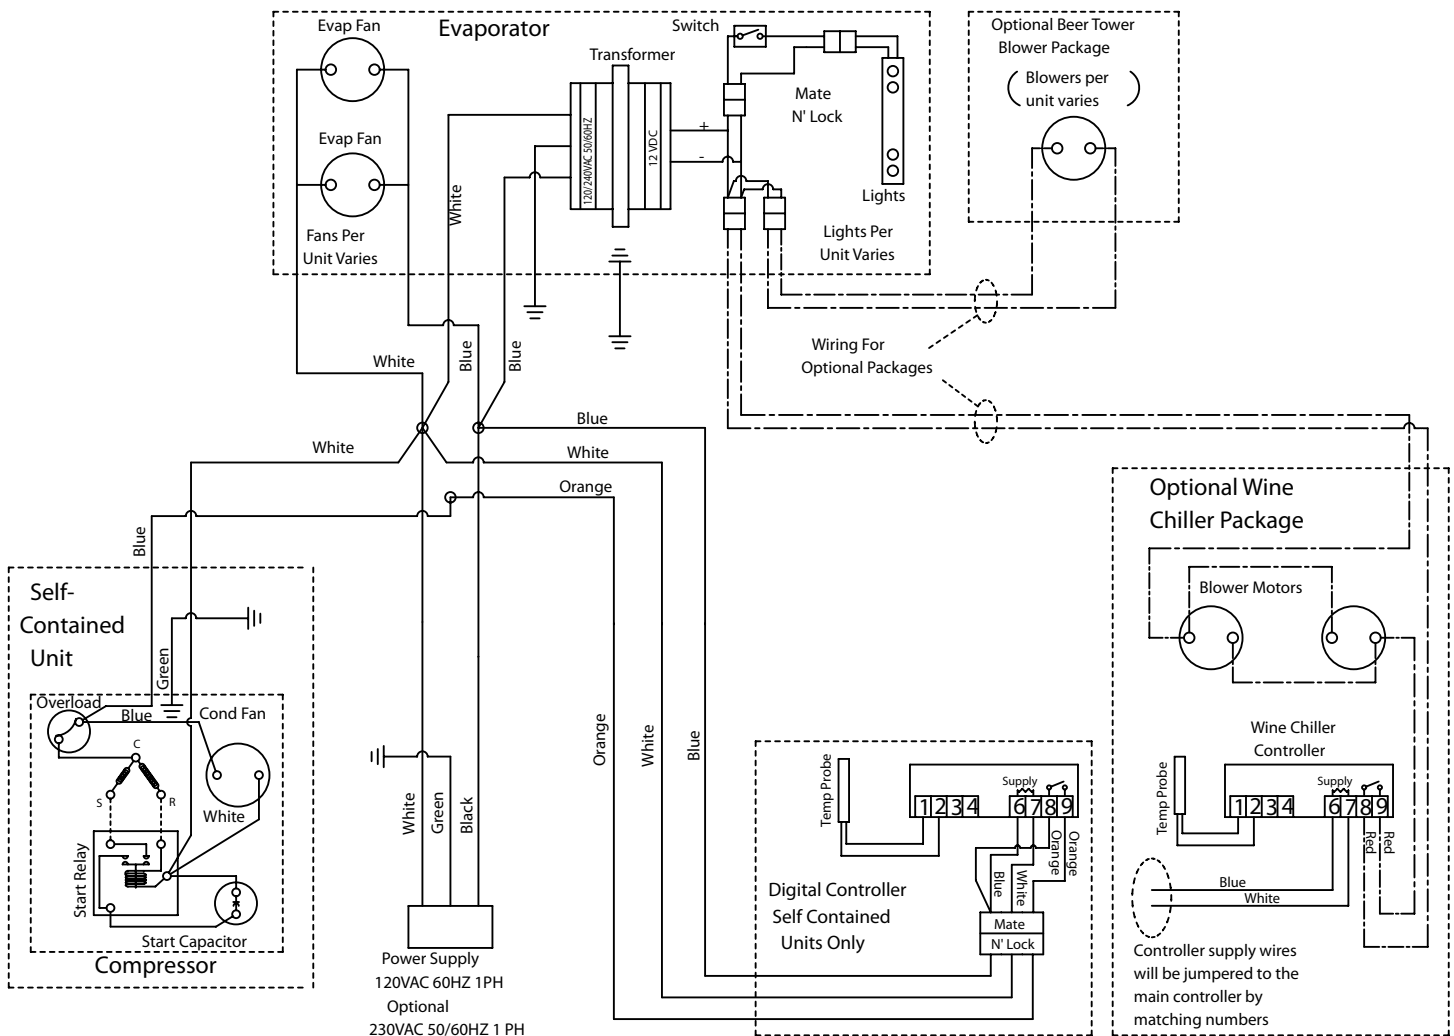 Evap Fan
Evaporator
Switch
Transformer
Optional Beer Tower
Blower Package
Blowers per
unit varies
Mate
N' Lock
Evap Fan
120/240VAC 50/60HZ
12 VDC
+
-
White
Lights
Fans Per
Unit Varies
Lights Per
Unit Varies
Wiring For
Optional Packages
White
Blue
Blue
Blue
White
White
Orange
Blue
Optional Wine
Chiller Package
Blower Motors
Self-
Contained
Unit
Green
Overload
Blue
Cond Fan
C
S
R
White
Start Relay
Start Capacitor
Compressor
White
Green
Black
Power Supply
120VAC 60HZ 1PH
Optional
230VAC 50/60HZ 1 PH
Orange
White
Blue
Temp Probe
Supply
1 2 3 4
6 7 8 9
Blue
White
Orange
Orange
Digital Controller
Self Contained
Units Only
Mate
N' Lock
Wine Chiller
Controller
Temp Probe
Supply
1 2 3 4
6 7 8 9
Red
Red
Blue
White
Controller supply wires
will be jumpered to the
main controller by
matching numbers